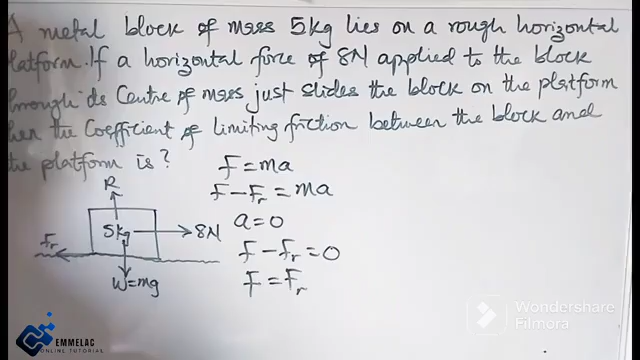 A metal block of mass 5kg lies on a rough horizontal
platform. If a horizontal force of 8N applied to the block
through its Centre of mass just slides the block on the platform
then the Coefficient of limiting friction between the block and
the platform is?
F = ma
F - Fr = ma
a = 0
F - Fr = 0
F = Fr
R
5kg
8N
Fr
W=mg
EMMELAC
ONLINE TUTORIAL
Wondershare
Filmora